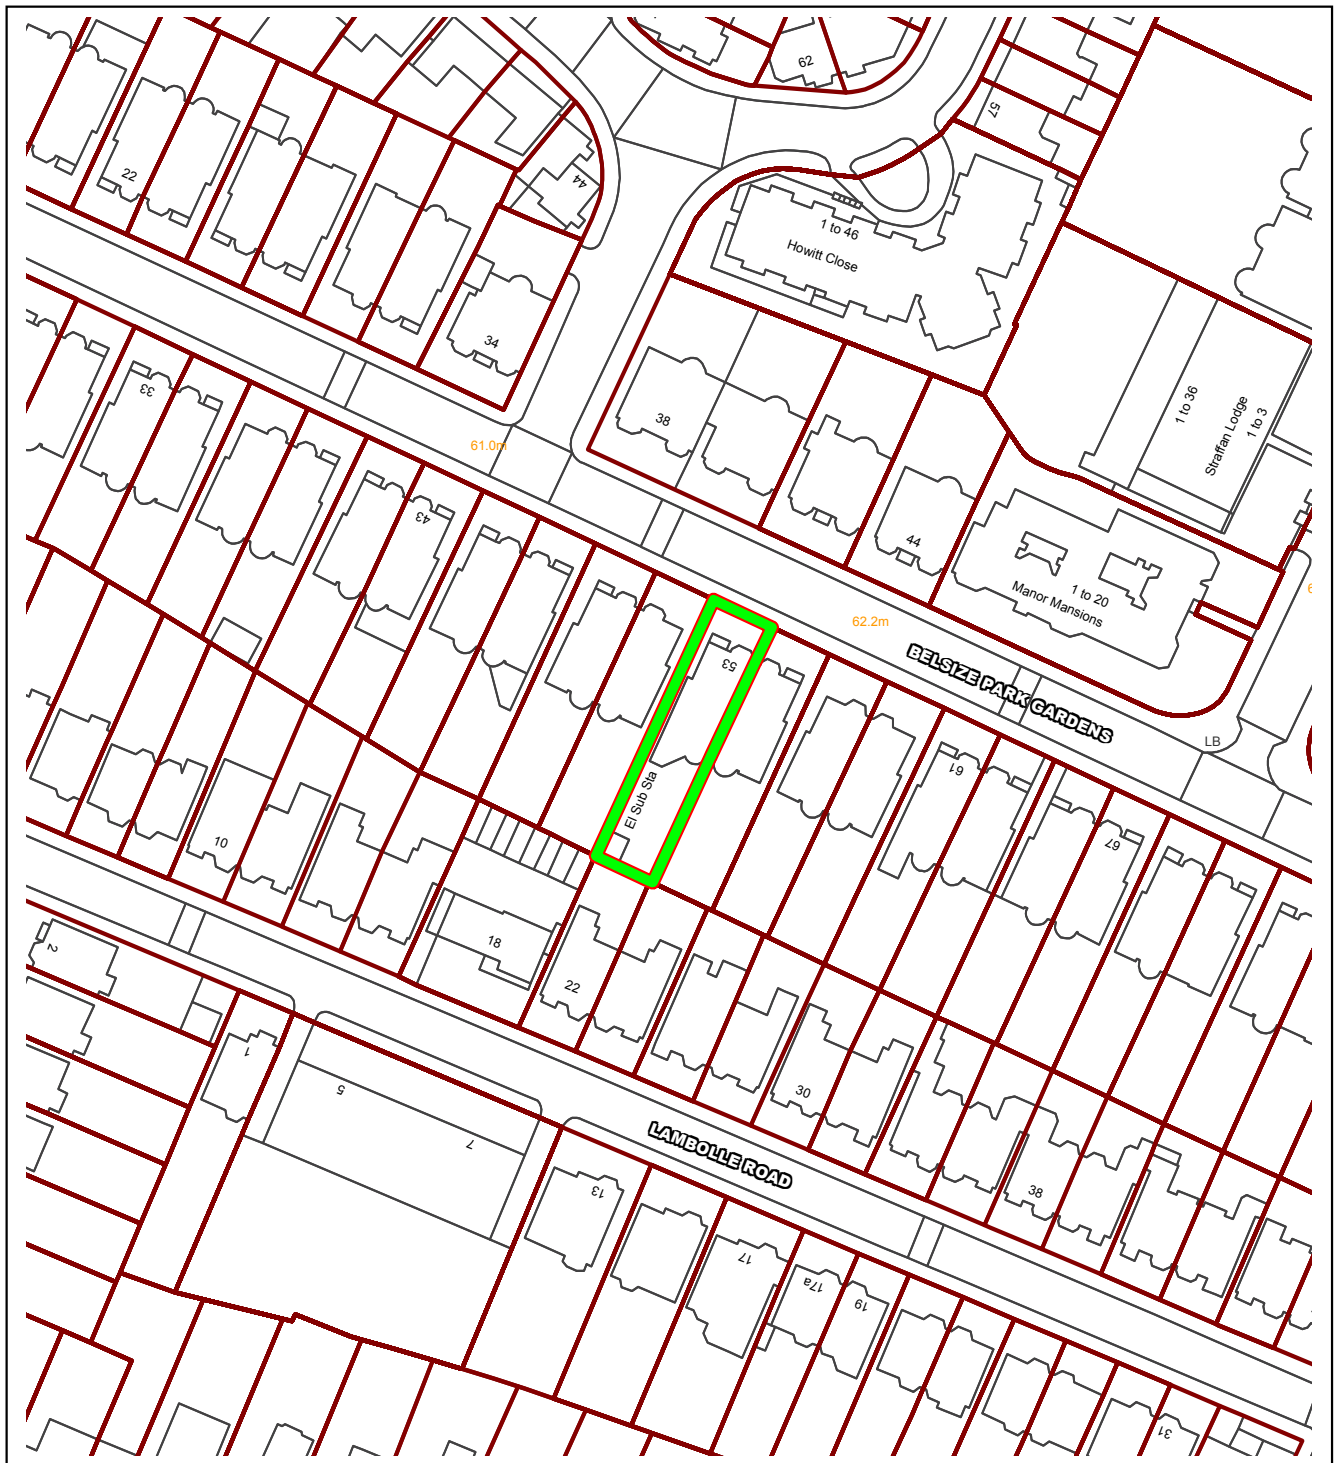 62
57
22
44
1 to 46
Howitt Close
34
1 to 36
Straffan Lodge
1 to 3
33
38
61.0m
43
44
1 to 20
Manor Mansions
62.2m
6
BELSIZE PARK GARDENS
53
LB
61
El Sub Sta
67
10
18
2
22
1
5
30
7
LAMBOLLE ROAD
13
38
17
17a
19
31